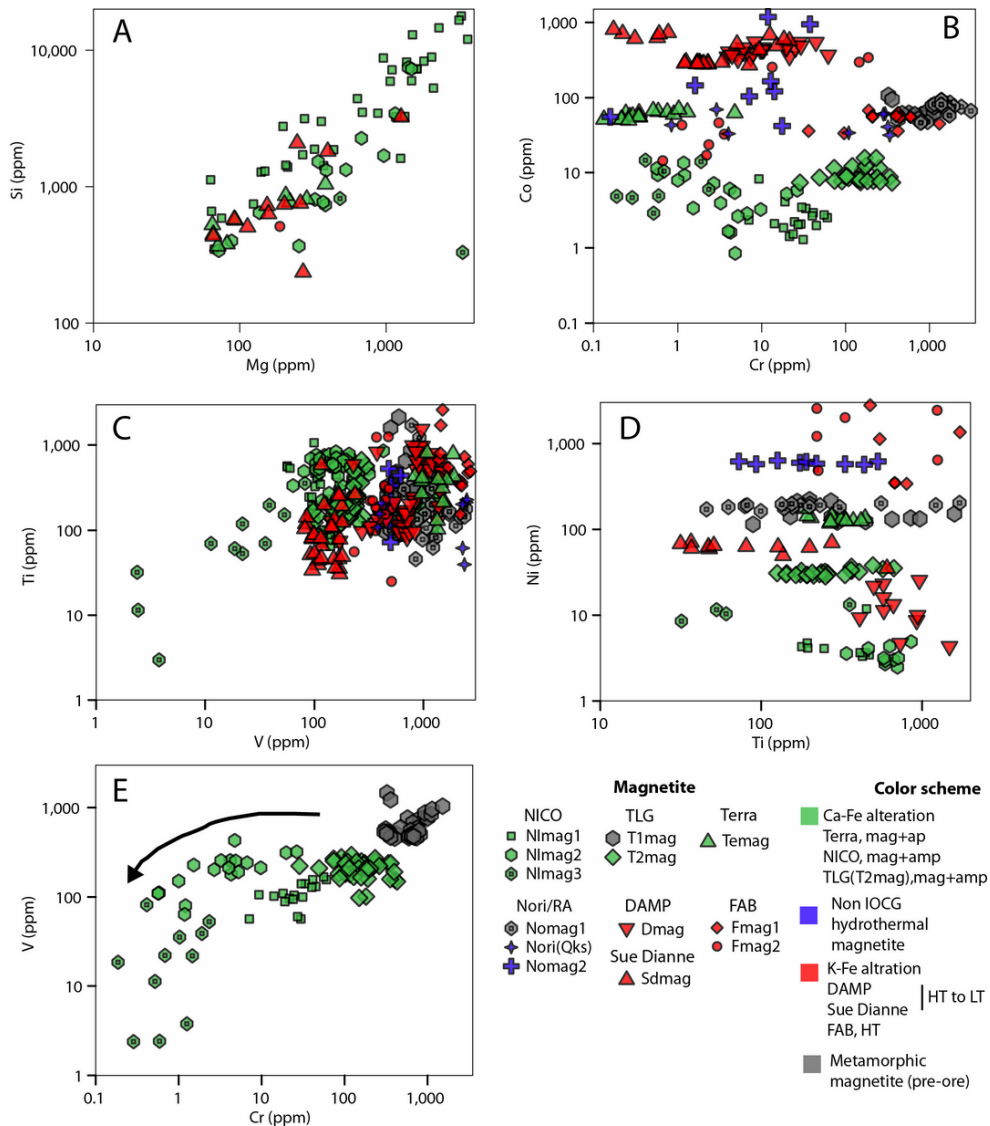 A
10,000
1,000
100
Si (ppm)
10
100
1,000
Mg (ppm)
B
1,000
100
10
1
0.1
Co (ppm)
0.1
1
10
100
1,000
Cr (ppm)
C
1,000
100
10
1
Ti (ppm)
1
10
100
1,000
V (ppm)
D
1,000
100
10
1
Ni (ppm)
10
100
1,000
Ti (ppm)
E
1,000
100
10
1
V (ppm)
0.1
1
10
100
1,000
Cr (ppm)
Magnetite
NICO
NImag1
NImag2
NImag3
TLG
T1mag
T2mag
Terra
Temag
Nori/RA
Nomag1
Nori(Qks)
Nomag2
DAMP
Dmag
Sue Dianne
Sdmag
FAB
Fmag1
Fmag2
Color scheme
Ca-Fe alteration
Terra, mag+ap
NICO, mag+amp
TLG(T2mag),mag+amp
Non IOCG
hydrothermal
magnetite
K-Fe altration
DAMP
Sue Dianne
FAB, HT
HT to LT
Metamorphic
magnetite (pre-ore)